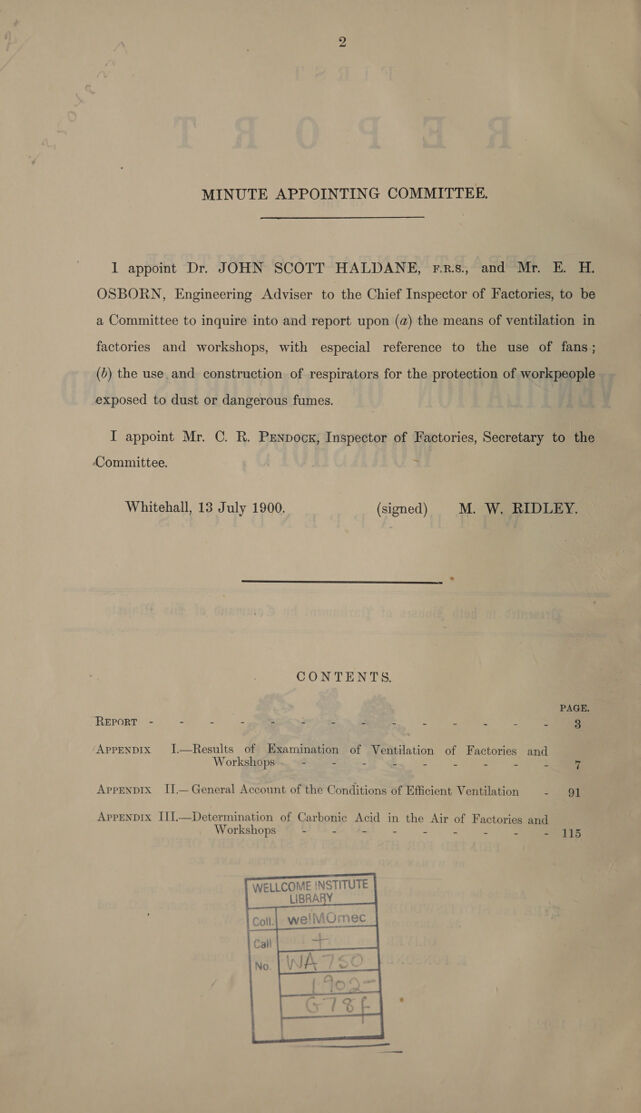 2
MINUTE APPOINTING COMMITTEE.
I appoint Dr. JOHN SCOTT HALDANE, F.R.S., and Mr. E. H.
OSBORN, Engineering Adviser to the Chief Inspector of Factories, to be
a Committee to inquire into and report upon (a) the means of ventilation in
factories and workshops, with especial reference to the use of fans;
(b) the use and construction of respirators for the protection of workpeople
exposed to dust or dangerous fumes.
I appoint Mr. C. R. PENDOCK, Inspector of Factories, Secretary to the
Committee.
Whitehall, 13 July 1900. (signed) M. W. RIDLEY.
CONTENTS.
PAGE.
REPORT - - - - - - - - - - - - - - 3
APPENDIX I.—Results of Examination of Ventilation of Factories and
Workshops - - - - - - - - - 7
APPENDIX II.—General Account of the Conditions of Efficient Ventilation - 91
APPENDIX III.—Determination of Carbonic Acid in the Air of Factories and
Workshops - - - - - - - - - 115
WELLCOME INSTITUTE
LIBRARY
Coll. welMOmec
Call +
No. WA 750
1902-
G78f